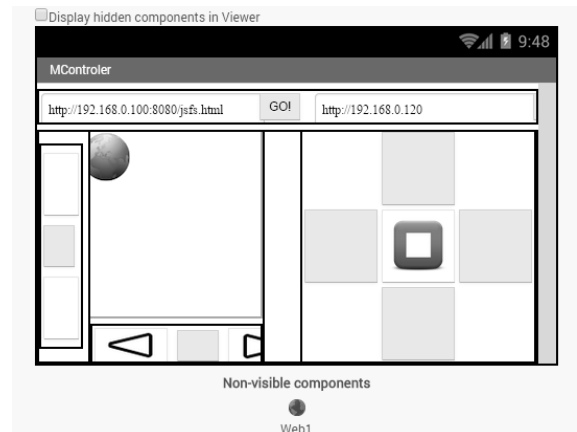 Display hidden components in Viewer
9:48
MControler
http://192.168.0.100:8080/jsfs.html GO! http://192.168.0.120
Non-visible components
Web1